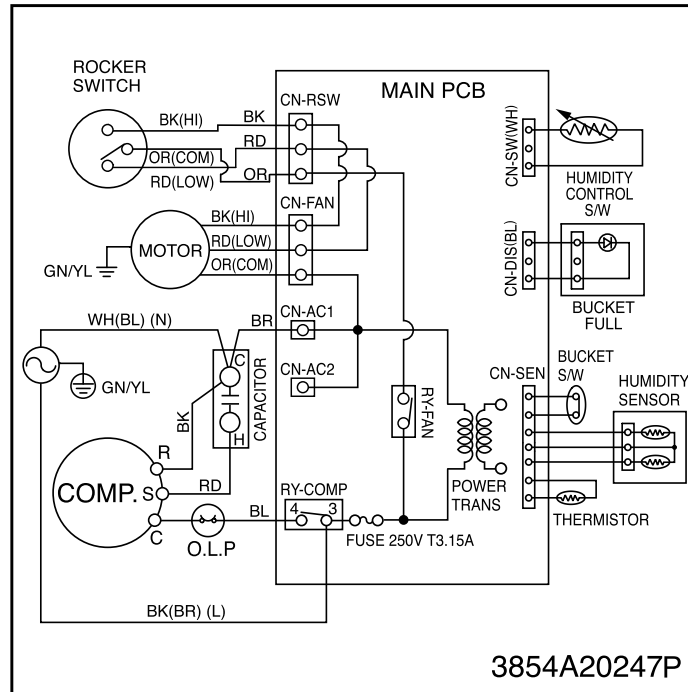 ROCKER
SWITCH
MAIN PCB
CN-RSW
BK(HI)
BK
RD
OR(COM)
RD(LOW)
OR
CN-SW(WH)
HUMIDITY
CONTROL
S/W
CN-FAN
BK(HI)
MOTOR
RD(LOW)
OR(COM)
GN/YL
CN-DIS(BL)
BUCKET
FULL
WH(BL) (N)
BR
CN-AC1
C
CAPACITOR
H
CN-AC2
GN/YL
BK
RY-FAN
POWER
TRANS
CN-SEN
BUCKET
S/W
HUMIDITY
SENSOR
THERMISTOR
COMP.
R
S
C
RD
O.L.P
BL
RY-COMP
4
3
FUSE 250V T3.15A
BK(BR) (L)
3854A20247P